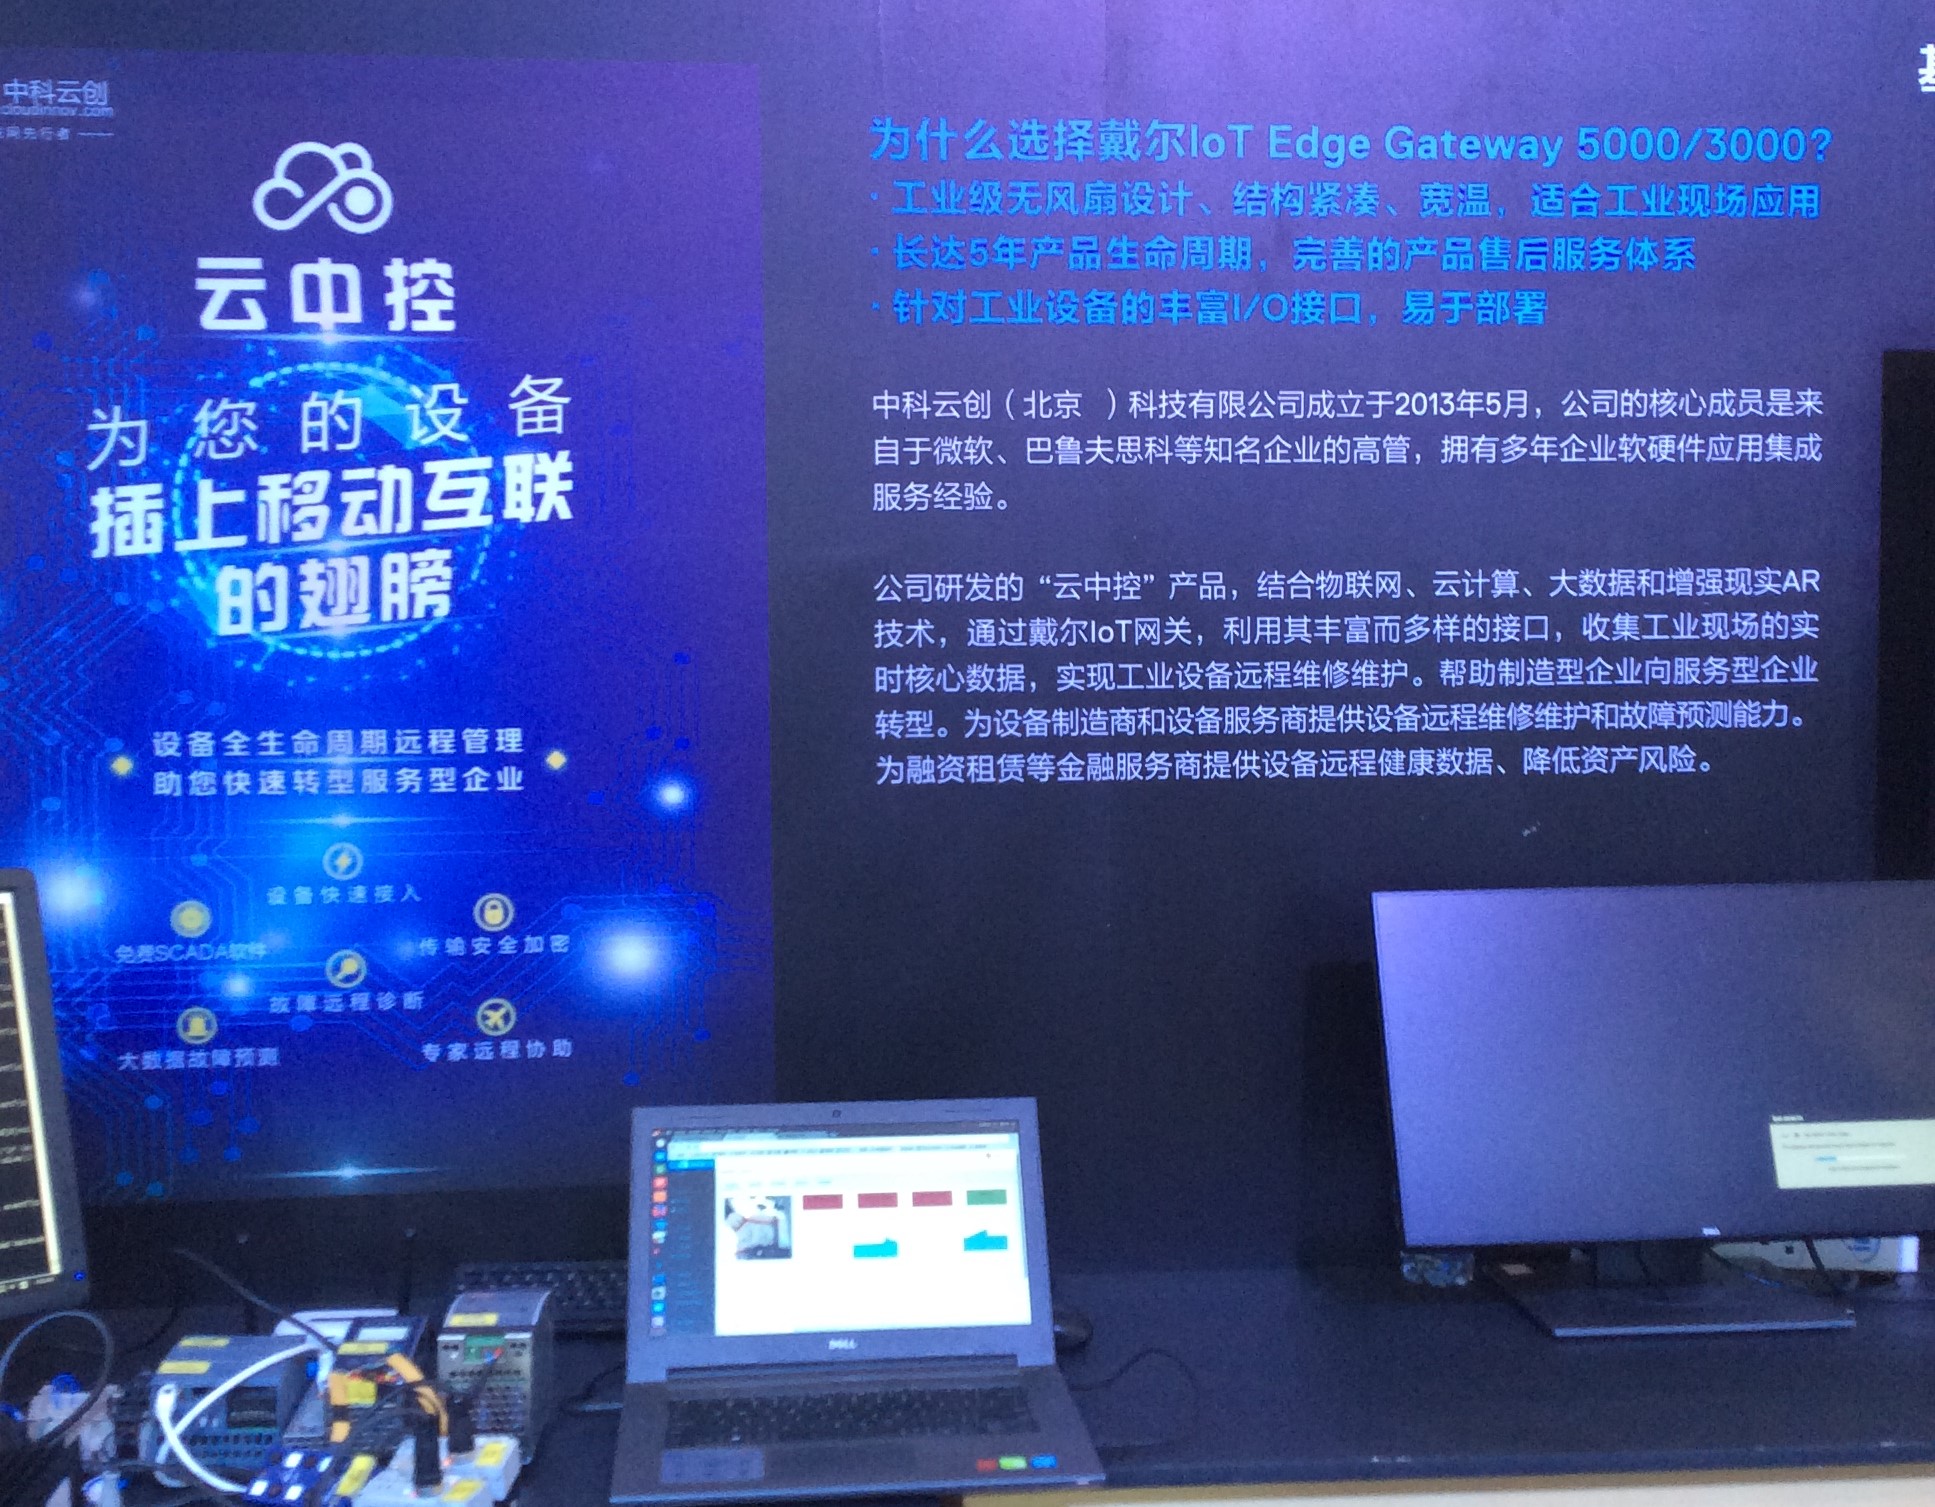 中科云创
cloudinnov.com
云中控
为您的设备
插上移动互联
的翅膀
设备全生命周期远程管理
助您快速转型服务型企业
设备快速接入
免费SCADA软件
传输安全加密
故障远程诊断
大数据故障预测
专家远程协助
为什么选择戴尔IoT Edge Gateway 5000/3000?
· 工业级无风扇设计、结构紧凑、宽温，适合工业现场应用
· 长达5年产品生命周期，完善的产品售后服务体系
· 针对工业设备的丰富I/O接口，易于部署
中科云创（北京 ）科技有限公司成立于2013年5月，公司的核心成员是来
自于微软、巴鲁夫思科等知名企业的高管，拥有多年企业软硬件应用集成
服务经验。
公司研发的“云中控”产品，结合物联网、云计算、大数据和增强现实AR
技术，通过戴尔IoT网关，利用其丰富而多样的接口，收集工业现场的实
时核心数据，实现工业设备远程维修维护。帮助制造型企业向服务型企业
转型。为设备制造商和设备服务商提供设备远程维修维护和故障预测能力。
为融资租赁等金融服务商提供设备远程健康数据、降低资产风险。
DELL
DELL